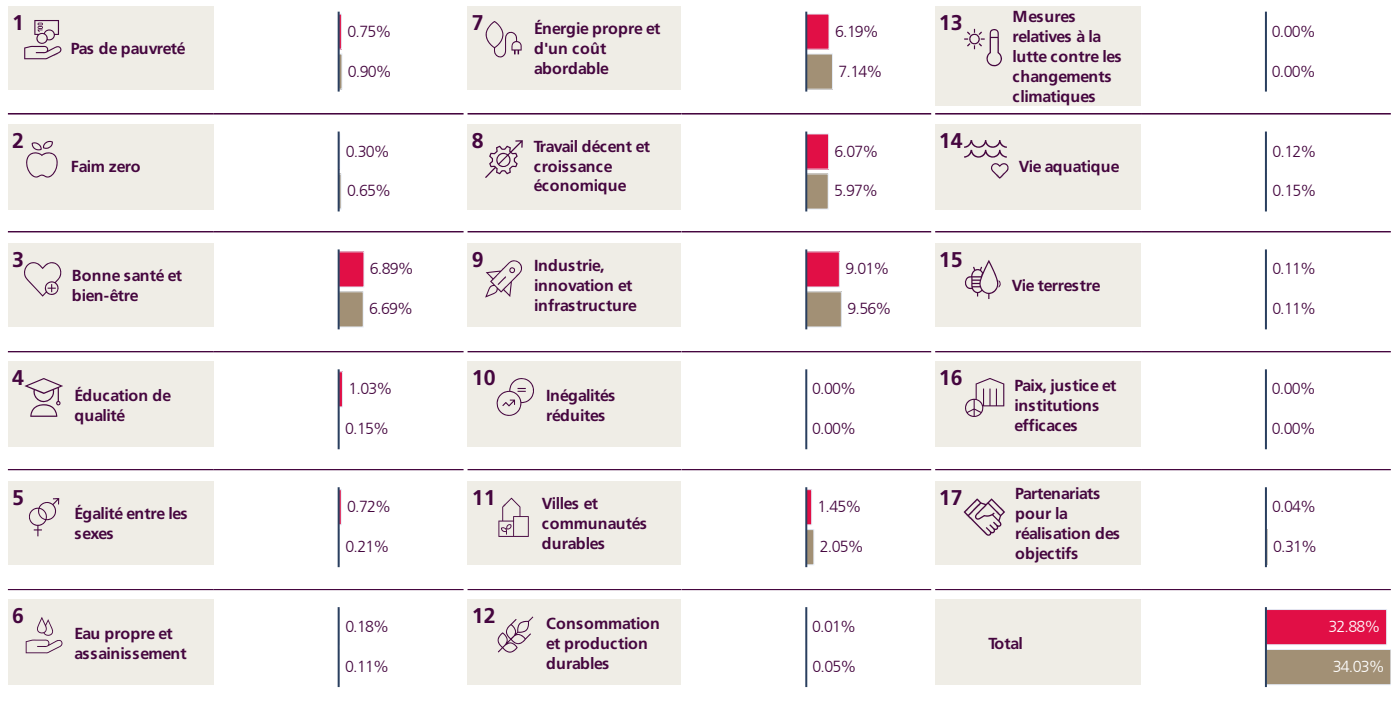 1
Pas de pauvreté
0.75%
0.90%
2
Faim zero
0.30%
0.65%
3
Bonne santé et
bien-être
6.89%
6.69%
4
Éducation de
qualité
1.03%
0.15%
5
Égalité entre les
sexes
0.72%
0.21%
6
Eau propre et
assainissement
0.18%
0.11%
7
Énergie propre et
d'un coût
abordable
6.19%
7.14%
8
Travail décent et
croissance
économique
6.07%
5.97%
9
Industrie,
innovation et
infrastructure
9.01%
9.56%
10
Inégalités
réduites
0.00%
0.00%
11
Villes et
communautés
durables
1.45%
2.05%
12
Consommation
et production
durables
0.01%
0.05%
13
Mesures
relatives à la
lutte contre les
changements
climatiques
0.00%
0.00%
14
Vie aquatique
0.12%
0.15%
15
Vie terrestre
0.11%
0.11%
16
Paix, justice et
institutions
efficaces
0.00%
0.00%
17
Partenariats
pour la
réalisation des
objectifs
0.04%
0.31%
Total
32.88%
34.03%